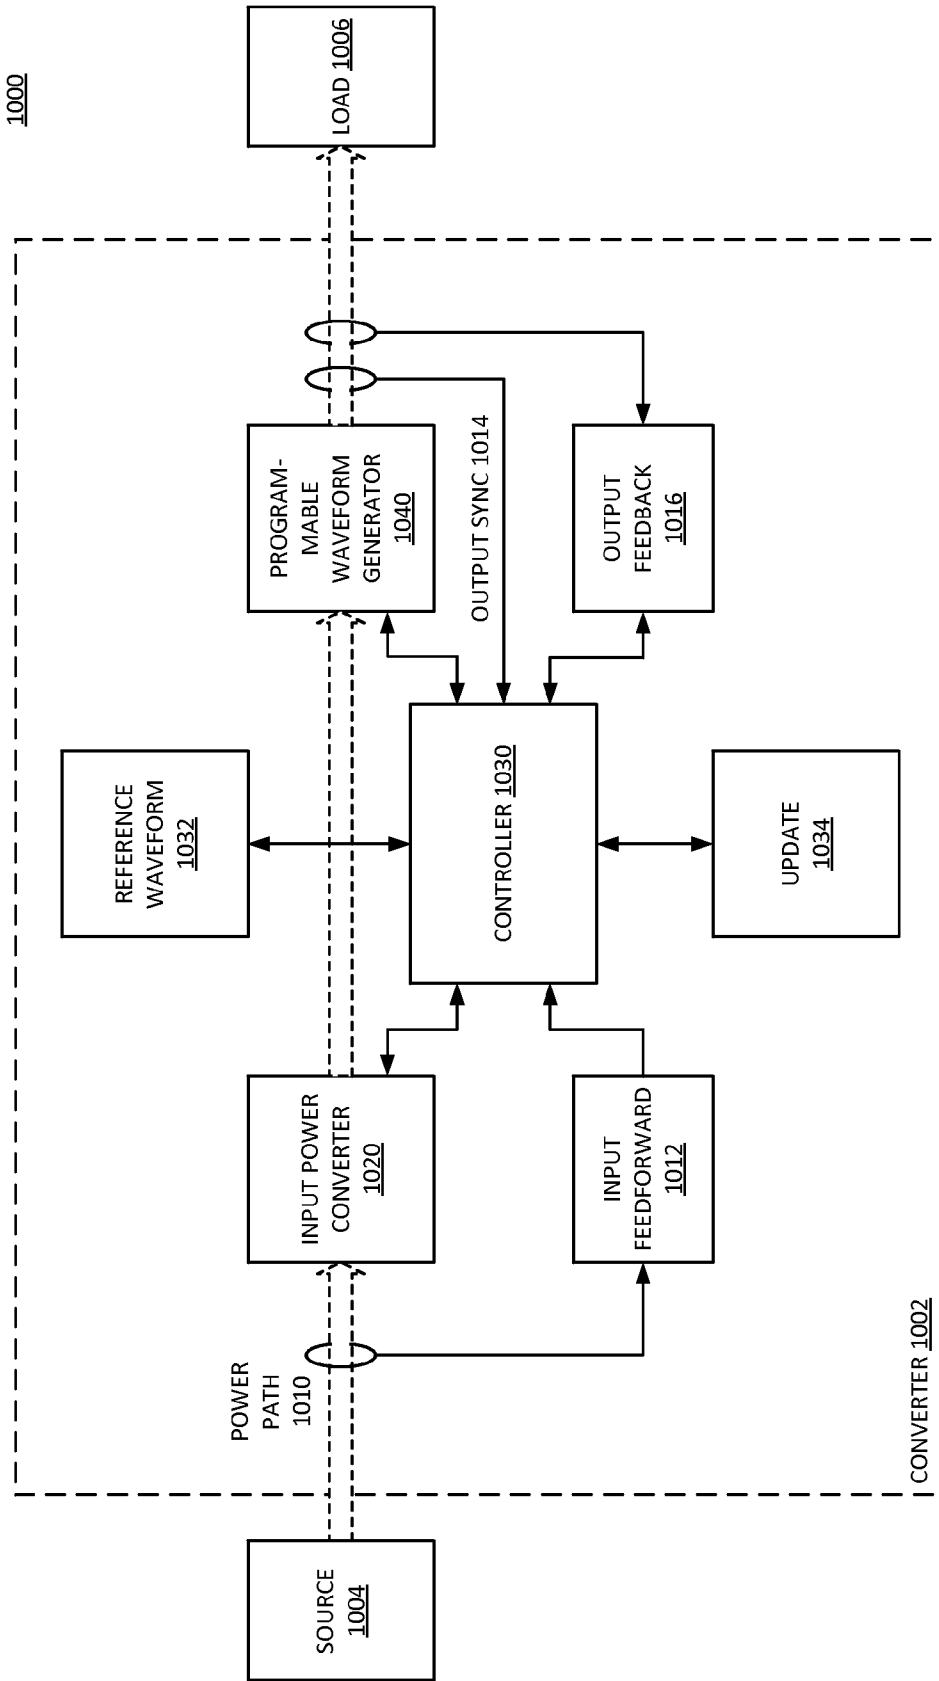 1000
SOURCE
1004
POWER
PATH
1010
INPUT POWER
CONVERTER
1020
INPUT
FEEDFORWARD
1012
REFERENCE
WAVEFORM
1032
CONTROLLER 1030
UPDATE
1034
PROGRAM-
MABLE
WAVEFORM
GENERATOR
1040
OUTPUT SYNC 1014
OUTPUT
FEEDBACK
1016
LOAD 1006
CONVERTER 1002